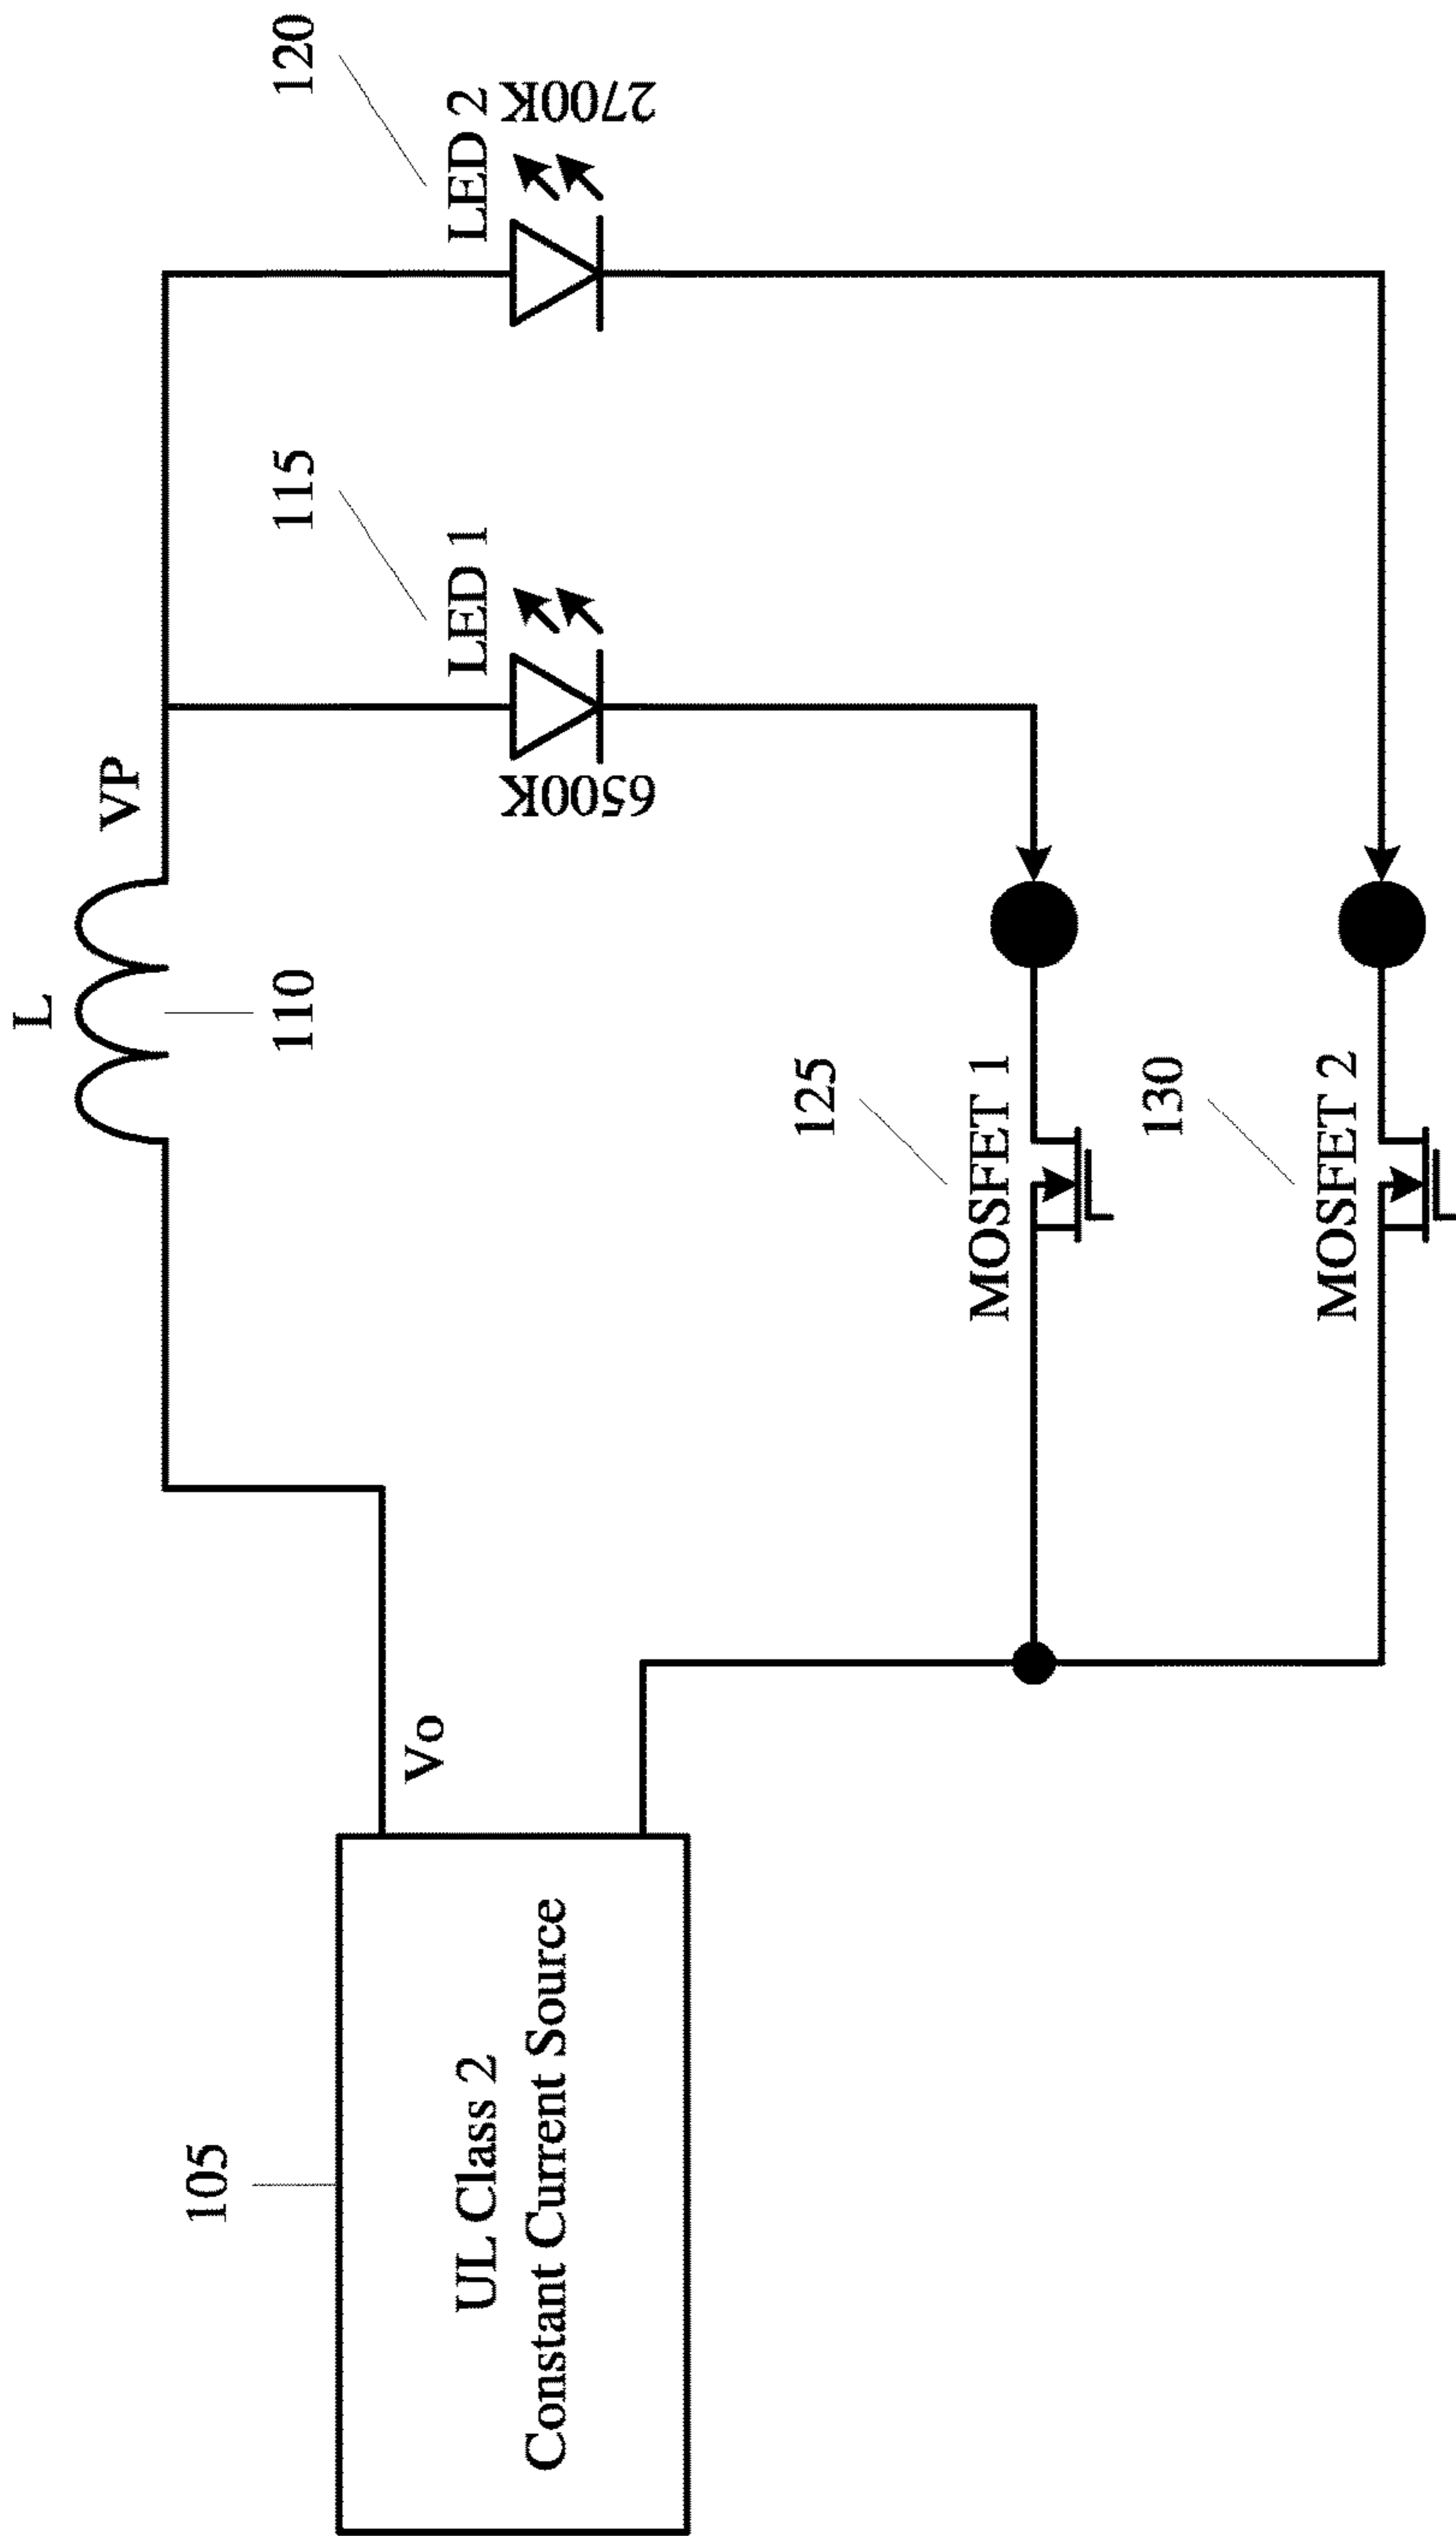 L
110
VP
120
LED 2
2700K
115
LED 1
6500K
125
MOSFET 1
130
MOSFET 2
Vo
105
UL Class 2
Constant Current Source